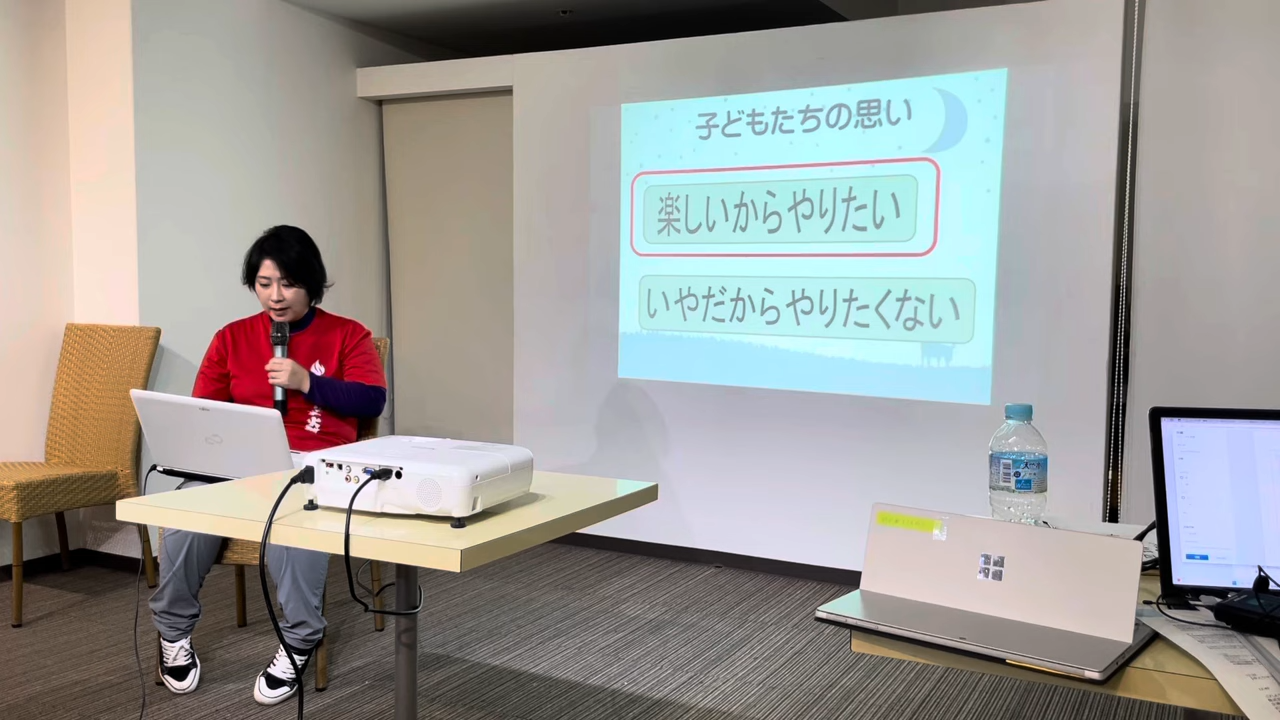 子どもたちの思い
楽しいからやりたい
いやだからやりたくない